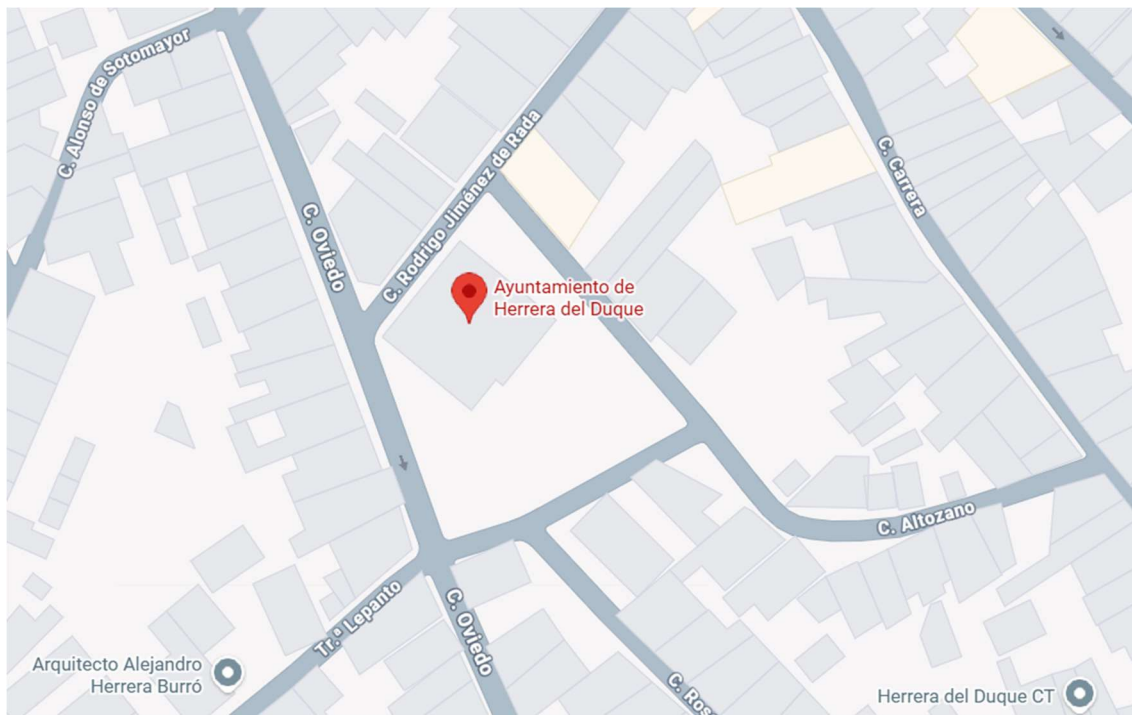 C. Alonso de Sotomayor
C. Rodrigo Jiménez de Rada
C. Carrera
C. Oviedo
Ayuntamiento de
Herrera del Duque
C. Altozano
Tr.ª Lepanto
C. Oviedo
Arquitecto Alejandro
Herrera Burró
C. Ros
Herrera del Duque CT